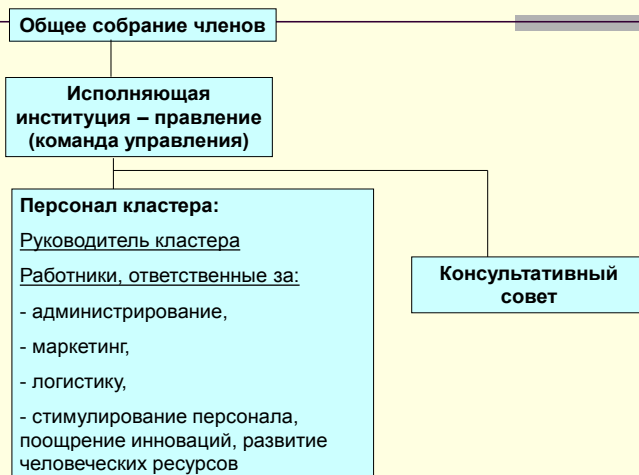 Общее собрание членов
Исполняющая
институция – правление
(команда управления)
Персонал кластера:
Руководитель кластера
Работники, ответственные за:
- администрирование,
- маркетинг,
- логистику,
- стимулирование персонала,
поощрение инноваций, развитие
человеческих ресурсов
Консультативный
совет